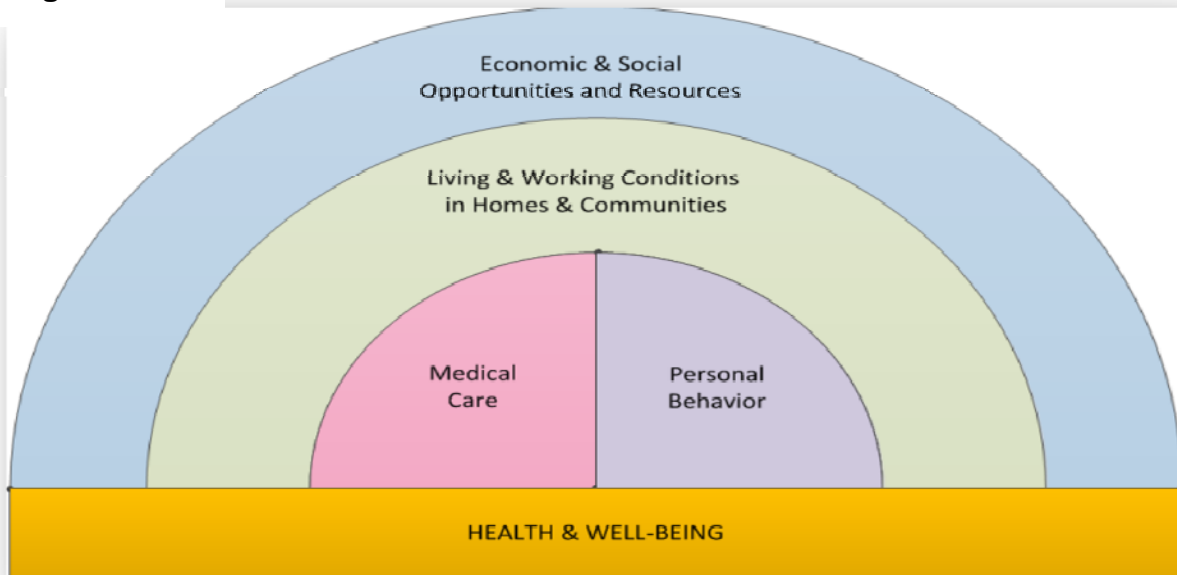 Economic & Social
Opportunities and Resources
Living & Working Conditions
in Homes & Communities
Medical
Care
Personal
Behavior
HEALTH & WELL-BEING